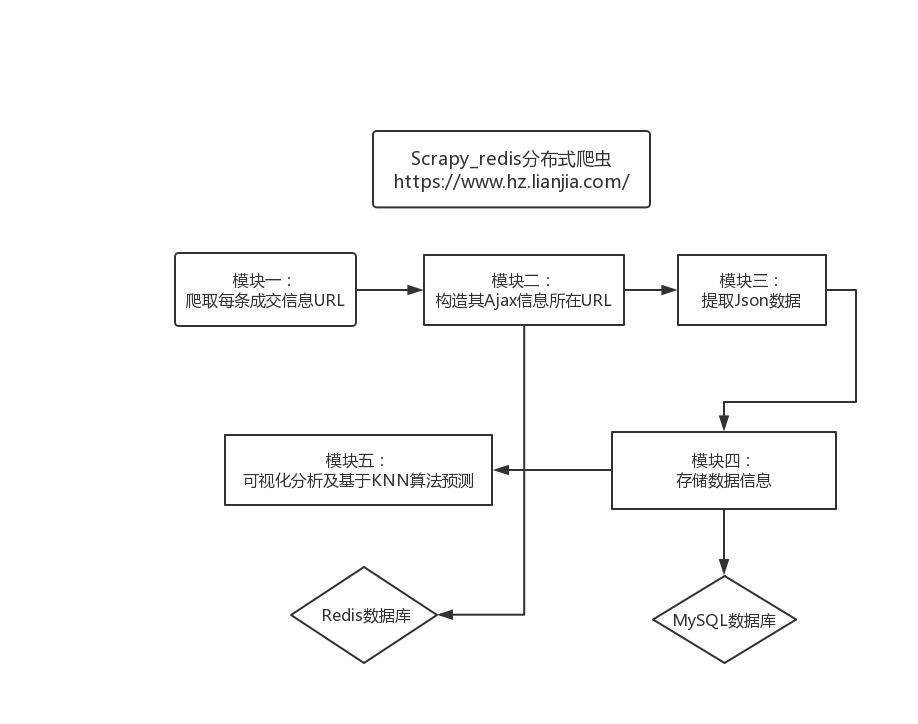 Scrapy_redis分布式爬虫
https://www.hz.lianjia.com/
模块一：
爬取每条成交信息URL
模块二：
构造其Ajax信息所在URL
模块三：
提取Json数据
模块五：
可视化分析及基于KNN算法预测
模块四：
存储数据信息
Redis数据库
MySQL数据库